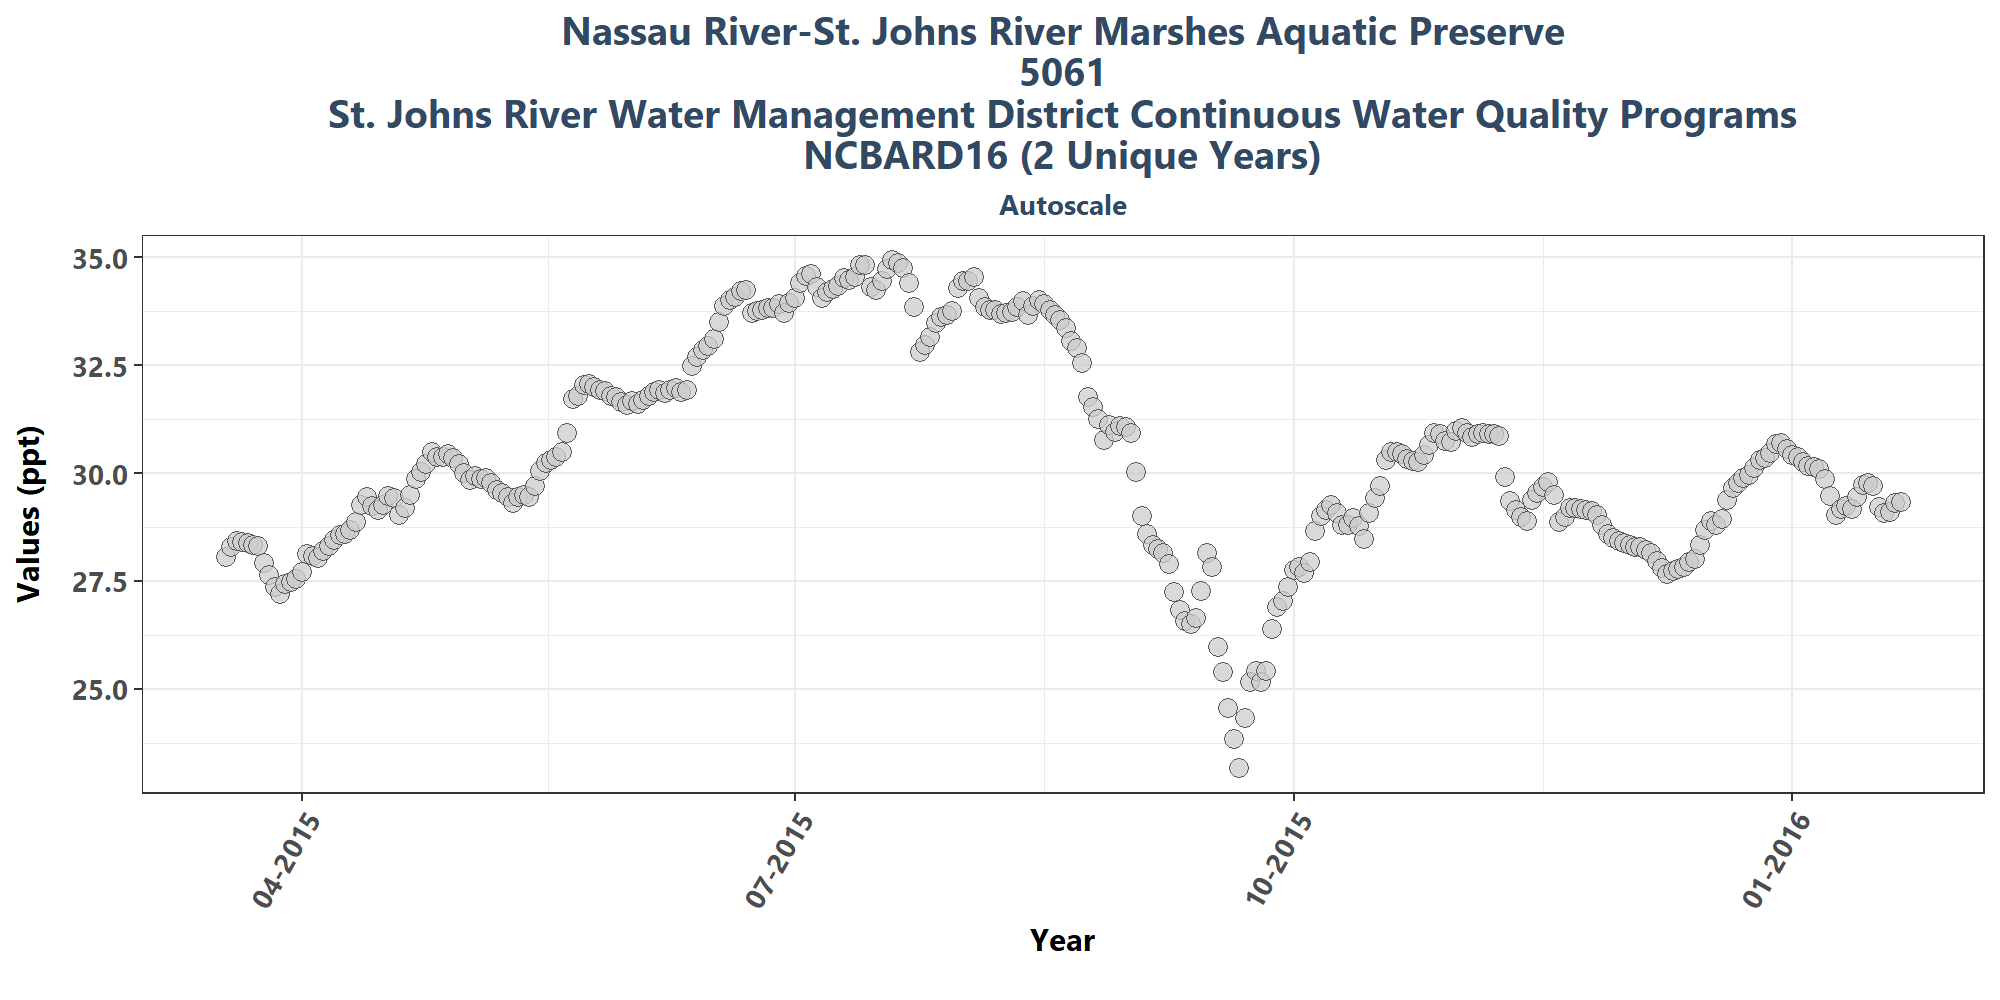 Nassau River-St. Johns River Marshes Aquatic Preserve
5061
St. Johns River Water Management District Continuous Water Quality Programs
NCBARD16 (2 Unique Years)
Autoscale
35.0
32.5
30.0
27.5
25.0
Values (ppt)
04-2015
07-2015
10-2015
01-2016
Year